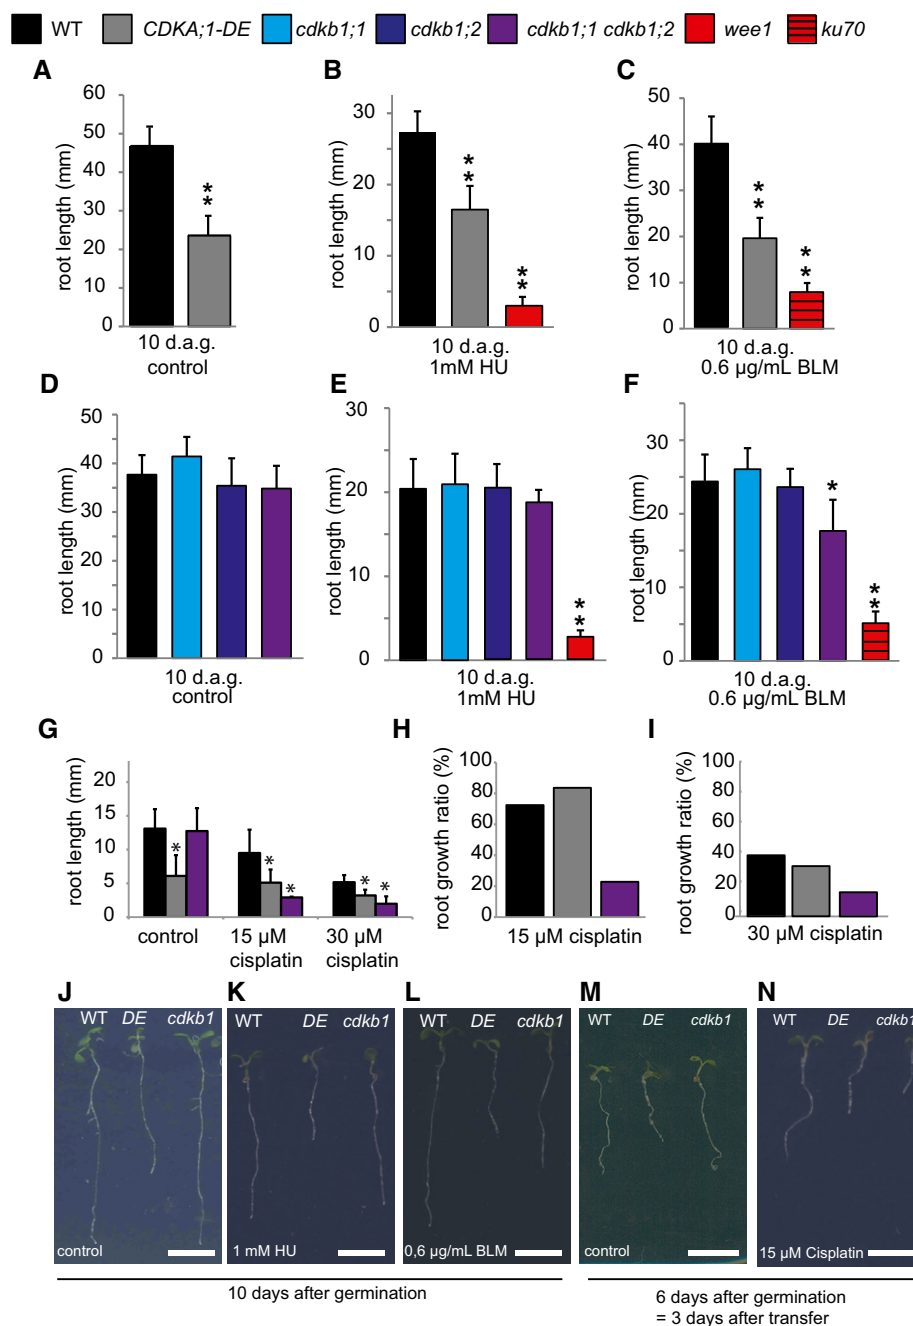 WT CDKA;1-DE cdkb1;1 cdkb1;2 cdkb1;1 cdkb1;2 wee1 ku70
A
60
50
40
30
20
10
0
root length (mm)
**
10 d.a.g.
control
B
30
20
10
0
root length (mm)
**
**
10 d.a.g.
1mM HU
C
50
40
30
20
10
0
root length (mm)
**
**
10 d.a.g.
0.6 µg/mL BLM
D
50
40
30
20
10
0
root length (mm)
10 d.a.g.
control
E
30
20
10
0
root length (mm)
**
10 d.a.g.
1mM HU
F
30
20
10
0
root length (mm)
*
**
10 d.a.g.
0.6 µg/mL BLM
G
20
15
10
5
0
root length (mm)
*
* *
* *
control
15 µM
cisplatin
30 µM
cisplatin
H
100
80
60
40
20
0
root growth ratio (%)
15 µM cisplatin
I
100
80
60
40
20
0
root growth ratio (%)
30 µM cisplatin
J
WT DE cdkb1
control
K
WT DE cdkb1
1 mM HU
L
WT DE cdkb1
0,6 µg/mL BLM
M
WT DE cdkb1
control
N
WT DE cdkb1
15 µM Cisplatin
10 days after germination
6 days after germination
= 3 days after transfer